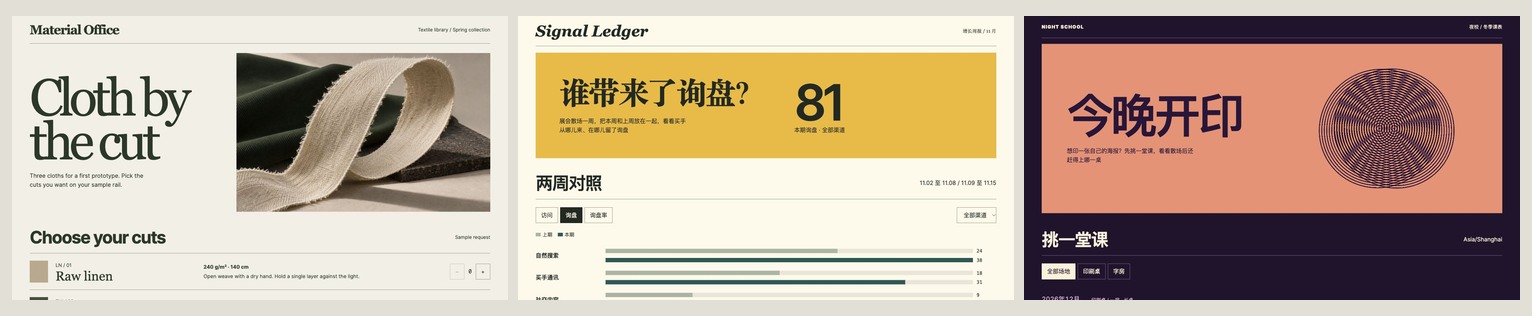 Material Office
Textile library / Spring collection
Cloth by
the cut
Three cloths for a first prototype. Pick the
cuts you want on your sample rail.
Choose your cuts
Sample request
LN / 01
Raw linen
240 g/m² · 140 cm
Open weave with a dry hand. Hold a single layer against the light.
−
0
+
Signal Ledger
增长周报 / 11 月
谁带来了询盘？
展会散场一周，把本周和上周放在一起，看看买手
从哪儿来、在哪儿留了询盘
81
本期询盘 · 全部渠道
两周对照
11.02 至 11.08 / 11.09 至 11.15
访问
询盘
询盘率
全部渠道
上期
本期
自然搜索
24
38
买手通讯
18
31
9
NIGHT SCHOOL
夜校 / 冬季课表
今晚开印
想印一张自己的海报？先挑一堂课，看看散场后还
赶得上哪一桌
挑一堂课
Asia/Shanghai
全部场地
印刷桌
字房
2026年12月